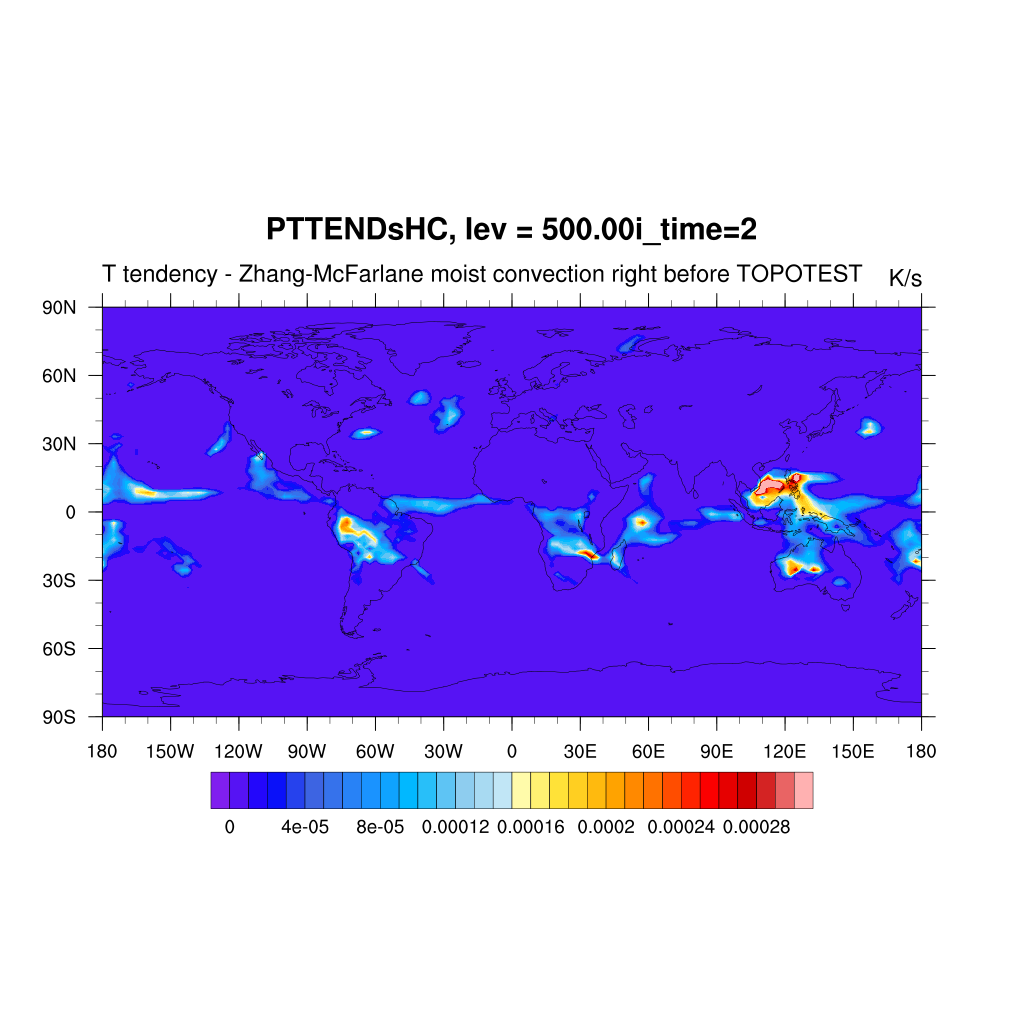 PTTENDsHC, lev = 500.00i_time=2
T tendency - Zhang-McFarlane moist convection right before TOPOTEST K/s
90N
60N
30N
0
30S
60S
90S
180 150W 120W 90W 60W 30W 0 30E 60E 90E 120E 150E 180
0 4e-05 8e-05 0.00012 0.00016 0.0002 0.00024 0.00028